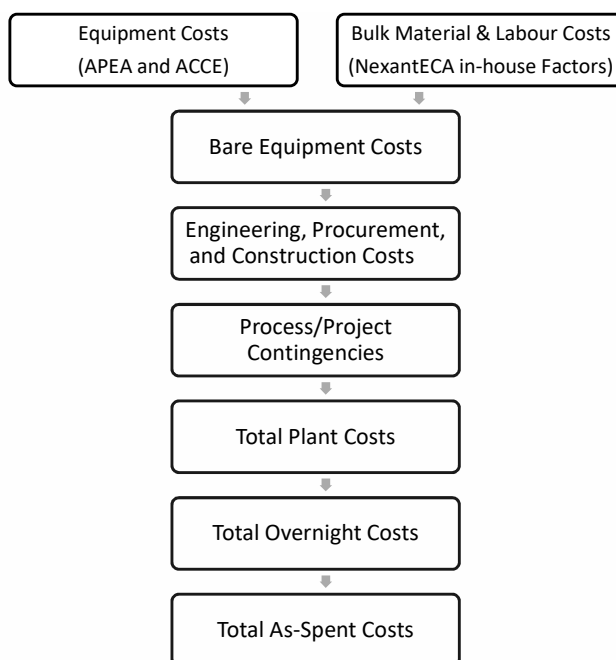 Equipment Costs
(APEA and ACCE)
Bulk Material & Labour Costs
(NexantECA in-house Factors)
Bare Equipment Costs
Engineering, Procurement,
and Construction Costs
Process/Project
Contingencies
Total Plant Costs
Total Overnight Costs
Total As-Spent Costs